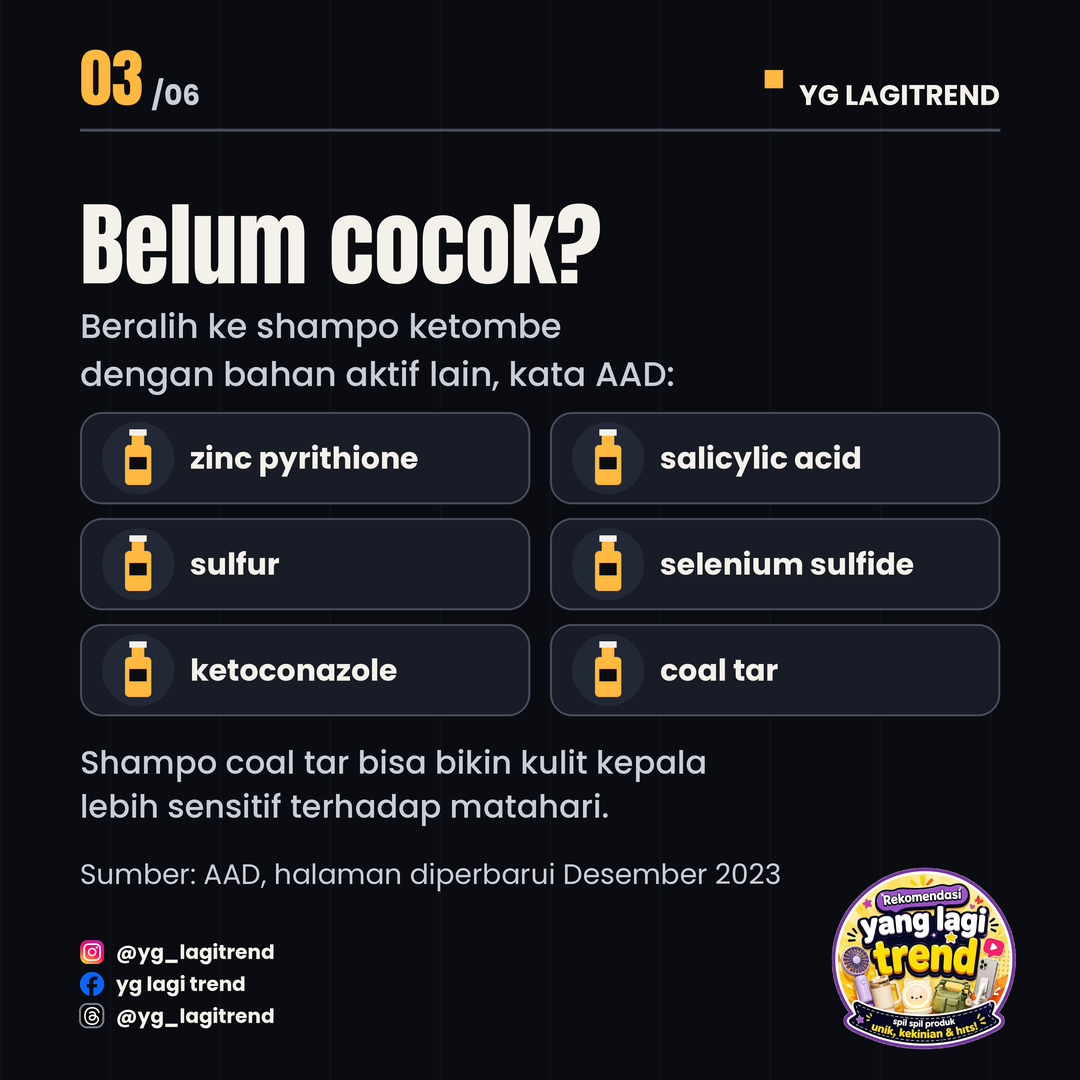 03 /06
YG LAGITREND
Belum cocok?
Beralih ke shampo ketombe
dengan bahan aktif lain, kata AAD:
zinc pyrithione
salicylic acid
sulfur
selenium sulfide
ketoconazole
coal tar
Shampo coal tar bisa bikin kulit kepala
lebih sensitif terhadap matahari.
Sumber: AAD, halaman diperbarui Desember 2023
@yg_lagitrend
yg lagi trend
@yg_lagitrend
Rekomendasi
yang lagi
trend
spil spil produk
unik, kekinian & hits!